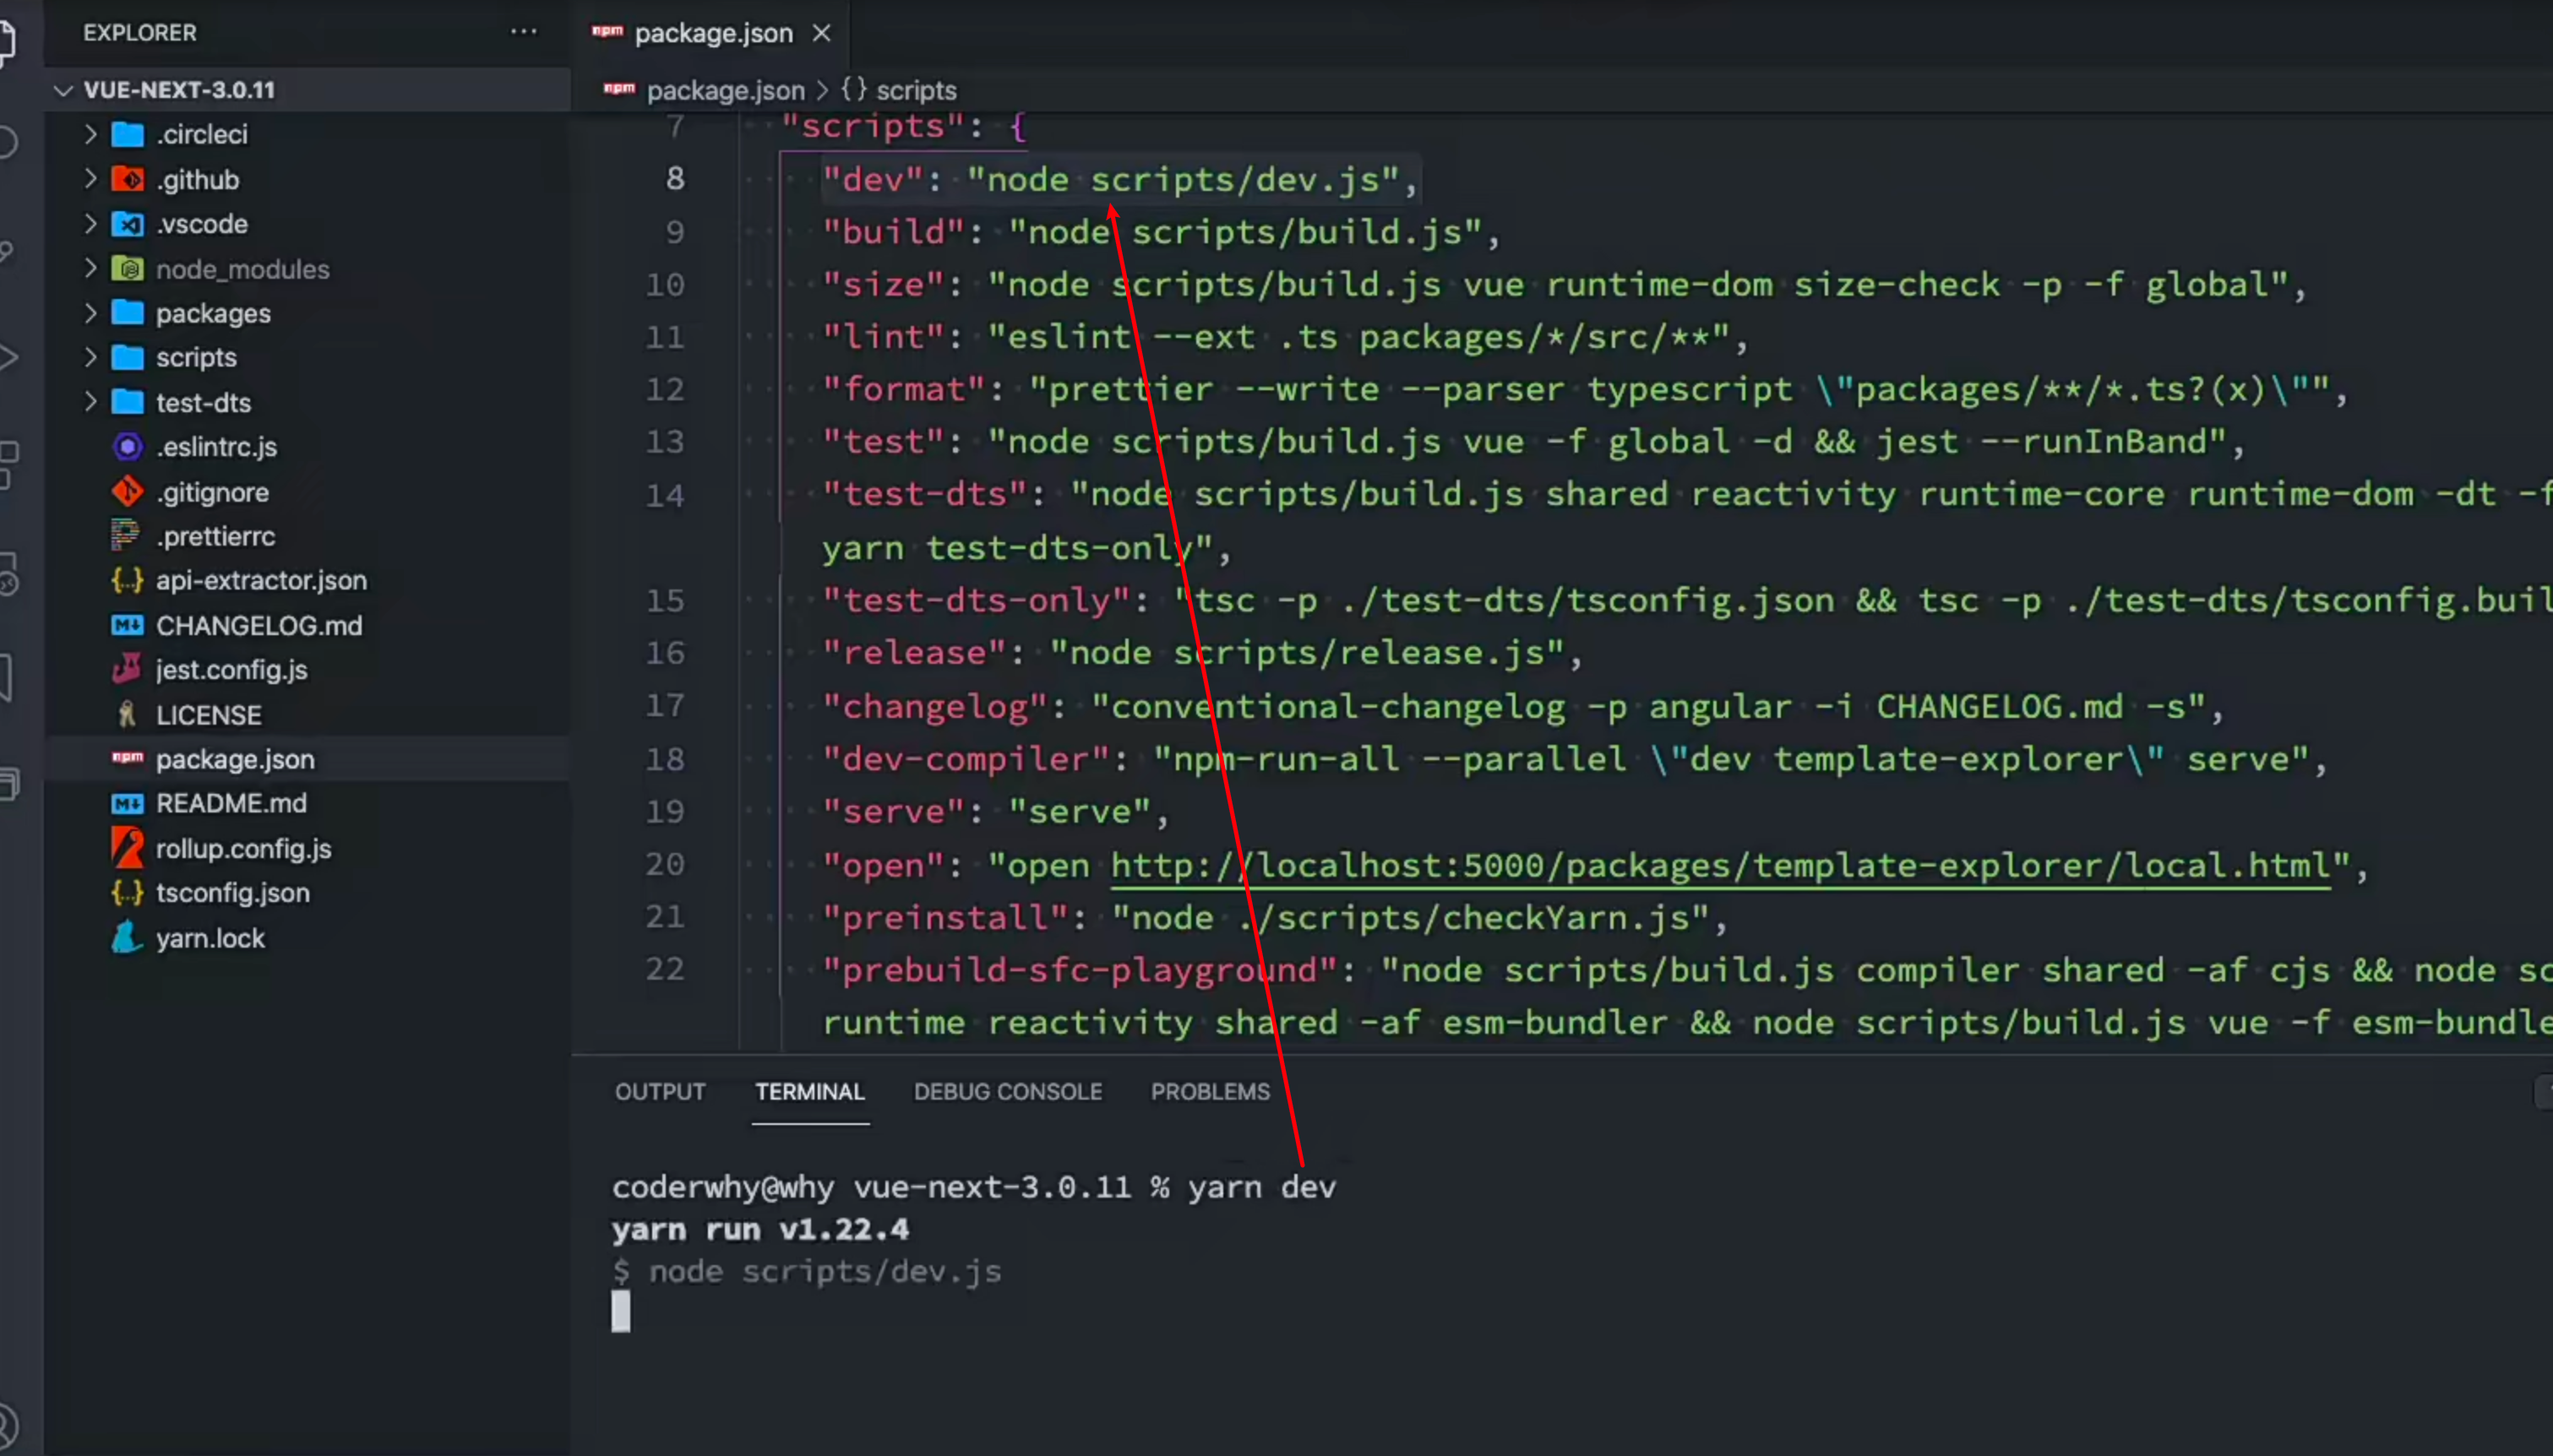 EXPLORER
VUE-NEXT-3.0.11
.circleci
.github
.vscode
node_modules
packages
scripts
test-dts
.eslintrc.js
.gitignore
.prettierrc
api-extractor.json
CHANGELOG.md
jest.config.js
LICENSE
package.json
README.md
rollup.config.js
tsconfig.json
yarn.lock
package.json
package.json > {} scripts
7 "scripts": {
8 "dev": "node scripts/dev.js",
9 "build": "node scripts/build.js",
10 "size": "node scripts/build.js vue runtime-dom size-check -p -f global",
11 "lint": "eslint --ext .ts packages/*/src/**",
12 "format": "prettier --write --parser typescript \"packages/**/*.ts?(x)\"",
13 "test": "node scripts/build.js vue -f global -d && jest --runInBand",
14 "test-dts": "node scripts/build.js shared reactivity runtime-core runtime-dom -dt -f
yarn test-dts-only",
15 "test-dts-only": "tsc -p ./test-dts/tsconfig.json && tsc -p ./test-dts/tsconfig.buil
16 "release": "node scripts/release.js",
17 "changelog": "conventional-changelog -p angular -i CHANGELOG.md -s",
18 "dev-compiler": "npm-run-all --parallel \"dev template-explorer\" serve",
19 "serve": "serve",
20 "open": "open http://localhost:5000/packages/template-explorer/local.html",
21 "preinstall": "node ./scripts/checkYarn.js",
22 "prebuild-sfc-playground": "node scripts/build.js compiler shared -af cjs && node sc
runtime reactivity shared -af esm-bundler && node scripts/build.js vue -f esm-bundle
OUTPUT TERMINAL DEBUG CONSOLE PROBLEMS
coderwhy@why vue-next-3.0.11 % yarn dev
yarn run v1.22.4
$ node scripts/dev.js